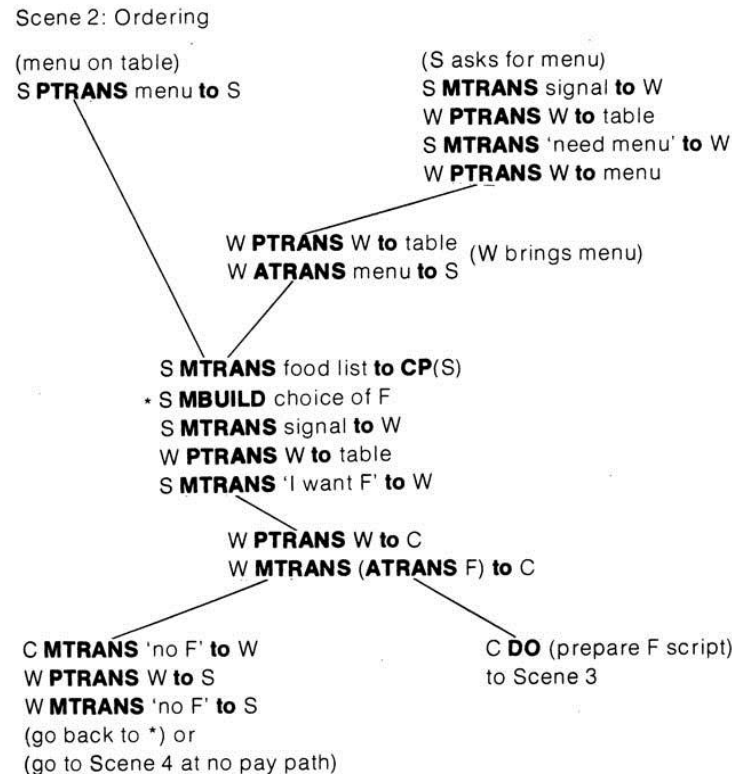 Scene 2: Ordering
(menu on table)
S PTRANS menu to S
(S asks for menu)
S MTRANS signal to W
W PTRANS W to table
S MTRANS ‘need menu’ to W
W PTRANS W to menu
W PTRANS W to table
W ATRANS menu to S
(W brings menu)
S MTRANS food list to CP(S)
* S MBUILD choice of F
S MTRANS signal to W
W PTRANS W to table
S MTRANS ‘I want F’ to W
W PTRANS W to C
W MTRANS (ATRANS F) to C
C MTRANS ‘no F’ to W
W PTRANS W to S
W MTRANS ‘no F’ to S
(go back to *) or
(go to Scene 4 at no pay path)
C DO (prepare F script)
to Scene 3